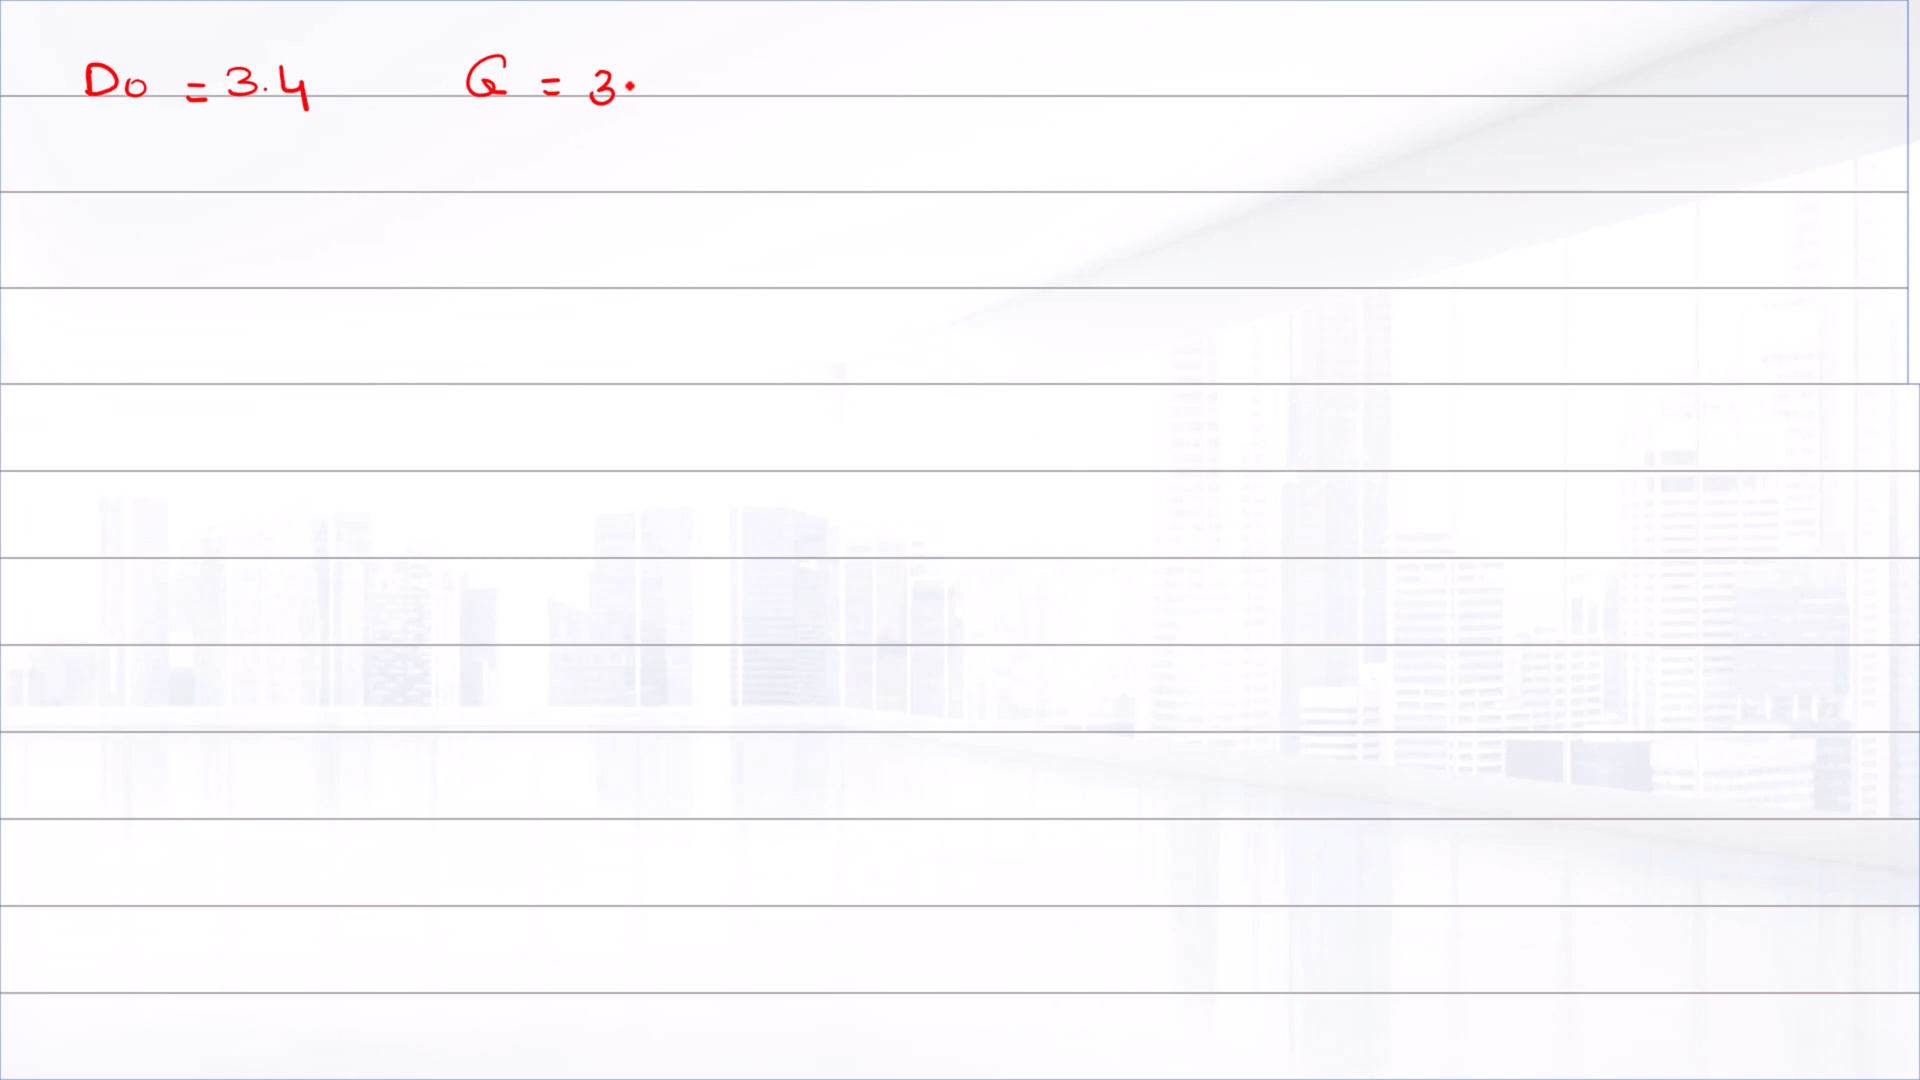 Do = 3.4 G = 3.